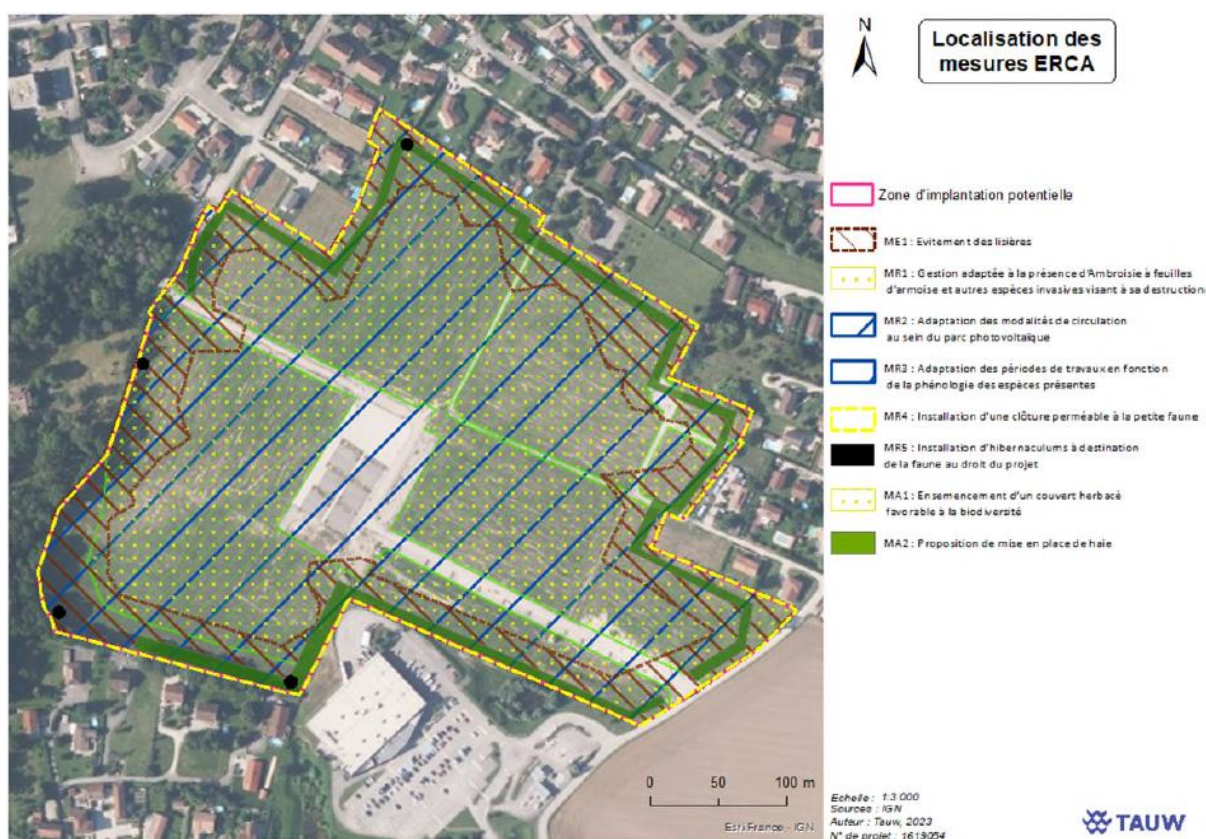 N
Localisation des
mesures ERCA
Zone d'implantation potentielle
ME1 : Evitement des lisières
MR1 : Gestion adaptée à la présence d'Ambroisie à feuilles
d'armoise et autres espèces invasives visant à sa destruction
MR2 : Adaptation des modalités de circulation
au sein du parc photovoltaïque
MR3 : Adaptation des périodes de travaux en fonction
de la phénologie des espèces présentes
MR4 : Installation d'une clôture perméable à la petite faune
MR5 : Installation d'hibernaculums à destination
de la faune au droit du projet
MA1 : Ensemencement d'un couvert herbacé
favorable à la biodiversité
MA2 : Proposition de mise en place de haie
0 50 100 m
Esri France - IGN
Echelle : 1:3 000
Sources : IGN
Auteur : Tauw, 2023
N° de projet : 1619054
TAUW